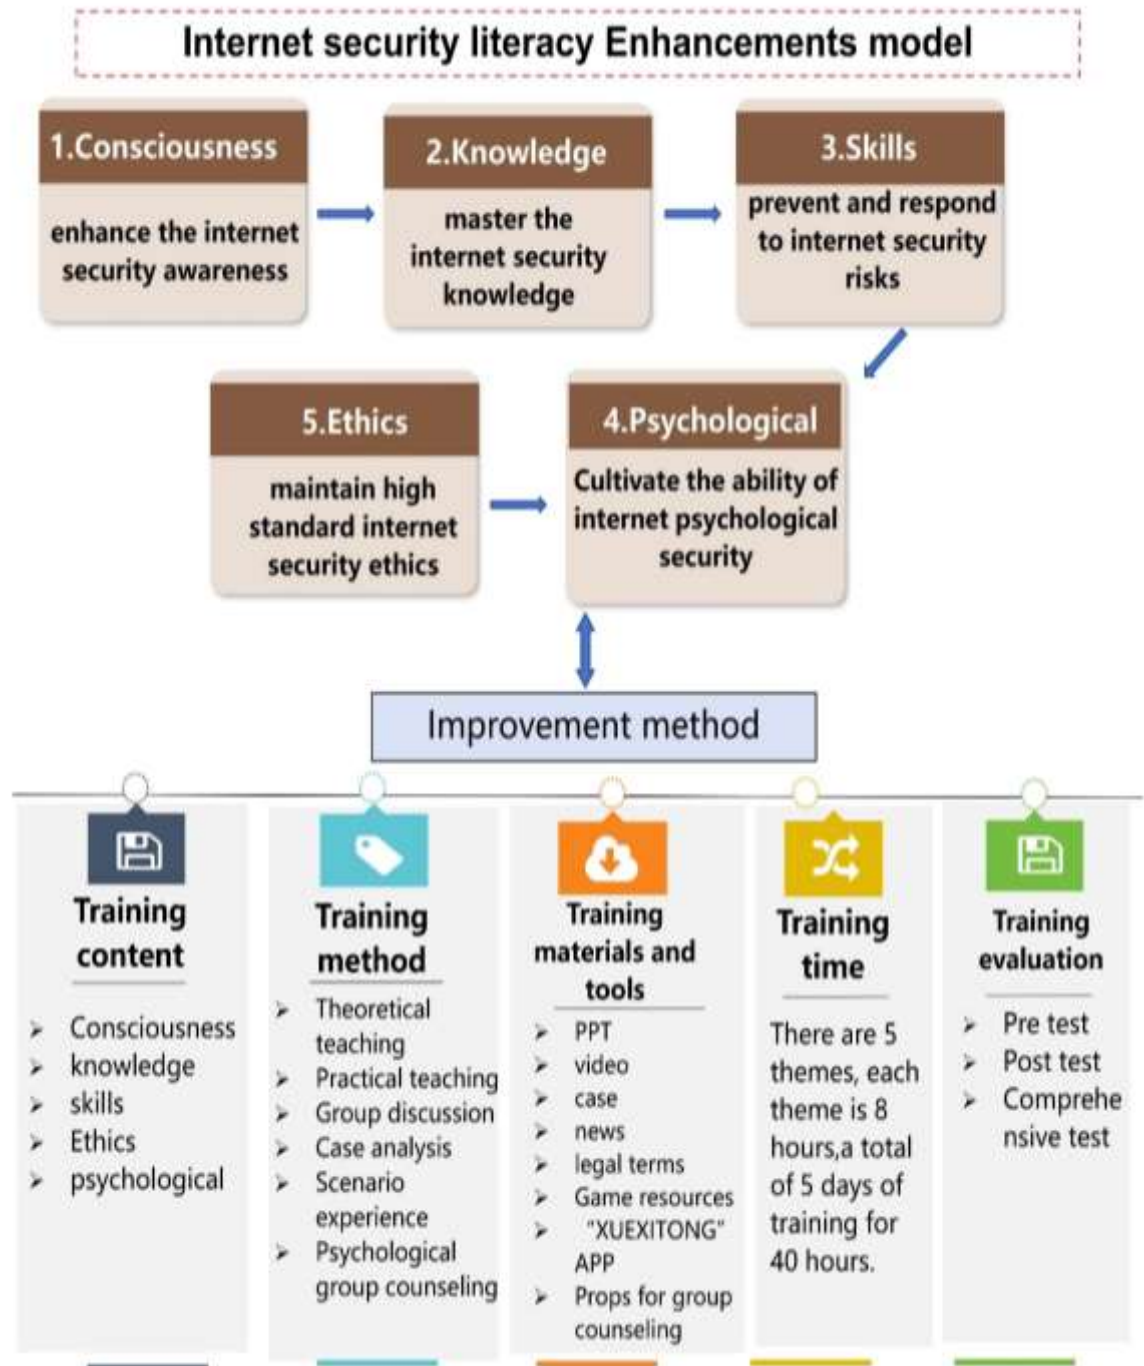 Internet security literacy Enhancements model
1.Consciousness
enhance the internet
security awareness
2.Knowledge
master the
internet security
knowledge
3.Skills
prevent and respond
to internet security
risks
5.Ethics
maintain high
standard internet
security ethics
4.Psychological
Cultivate the ability of
internet psychological
security
Improvement method
Training
content
➢ Consciousness
➢ knowledge
➢ skills
➢ Ethics
➢ psychological
Training
method
➢ Theoretical
teaching
➢ Practical teaching
➢ Group discussion
➢ Case analysis
➢ Scenario
experience
➢ Psychological
group counseling
Training
materials and
tools
➢ PPT
➢ video
➢ case
➢ news
➢ legal terms
➢ Game resources
➢ "XUEXITONG"
APP
➢ Props for group
counseling
Training
time
There are 5
themes, each
theme is 8
hours,a total
of 5 days of
training for
40 hours.
Training
evaluation
➢ Pre test
➢ Post test
➢ Comprehe
nsive test